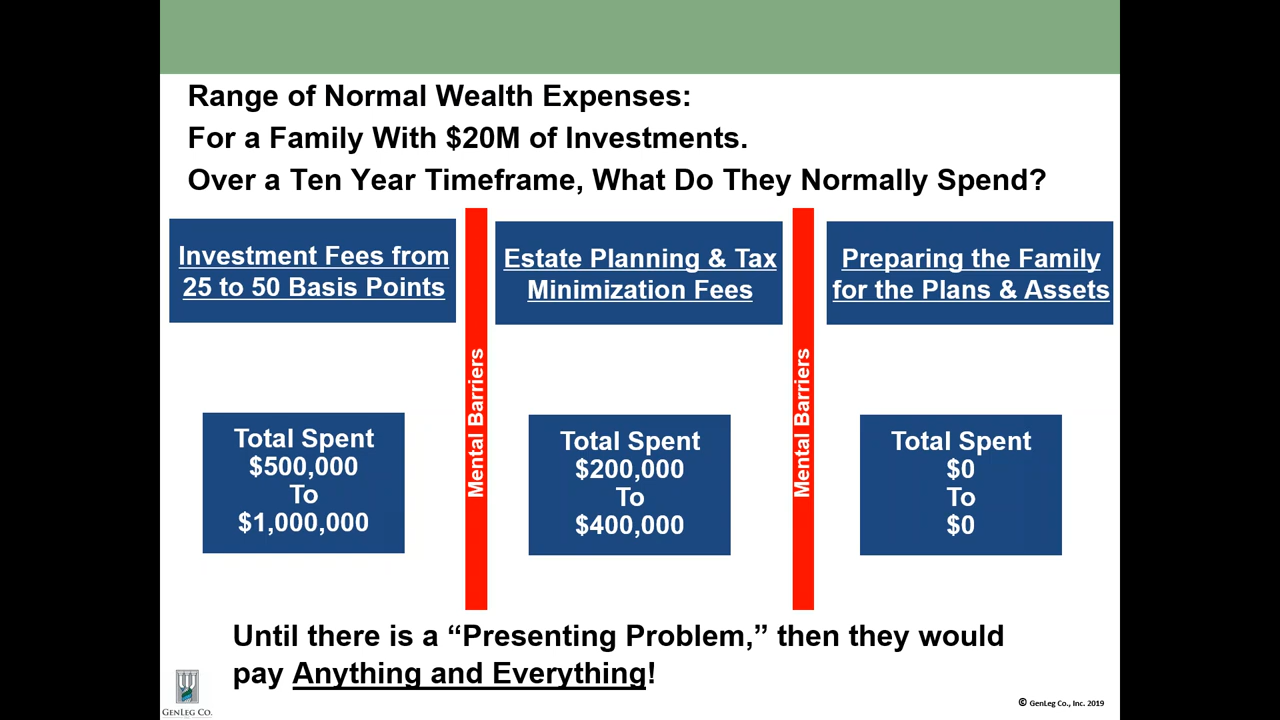 Range of Normal Wealth Expenses:
For a Family With $20M of Investments.
Over a Ten Year Timeframe, What Do They Normally Spend?
Investment Fees from
25 to 50 Basis Points
Total Spent
$500,000
To
$1,000,000
Mental Barriers
Estate Planning & Tax
Minimization Fees
Total Spent
$200,000
To
$400,000
Mental Barriers
Preparing the Family
for the Plans & Assets
Total Spent
$0
To
$0
Until there is a “Presenting Problem,” then they would
pay Anything and Everything!
GenLeg Co.
© GenLeg Co., Inc. 2019